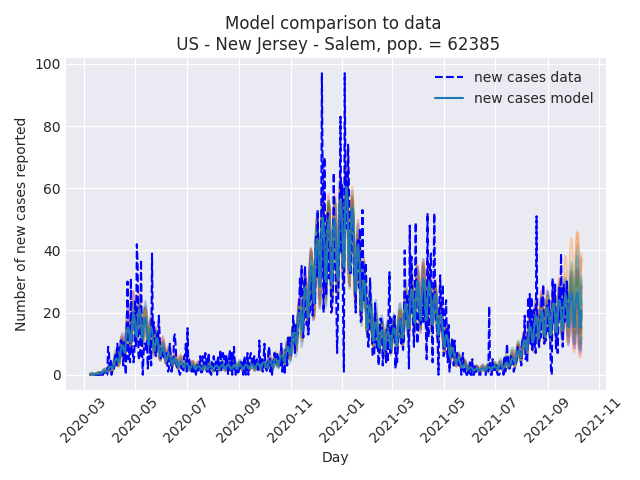 Model comparison to data
US - New Jersey - Salem, pop. = 62385
new cases data
new cases model
Number of new cases reported
100
80
60
40
20
0
2020-03
2020-05
2020-07
2020-09
2020-11
2021-01
2021-03
2021-05
2021-07
2021-09
2021-11
Day